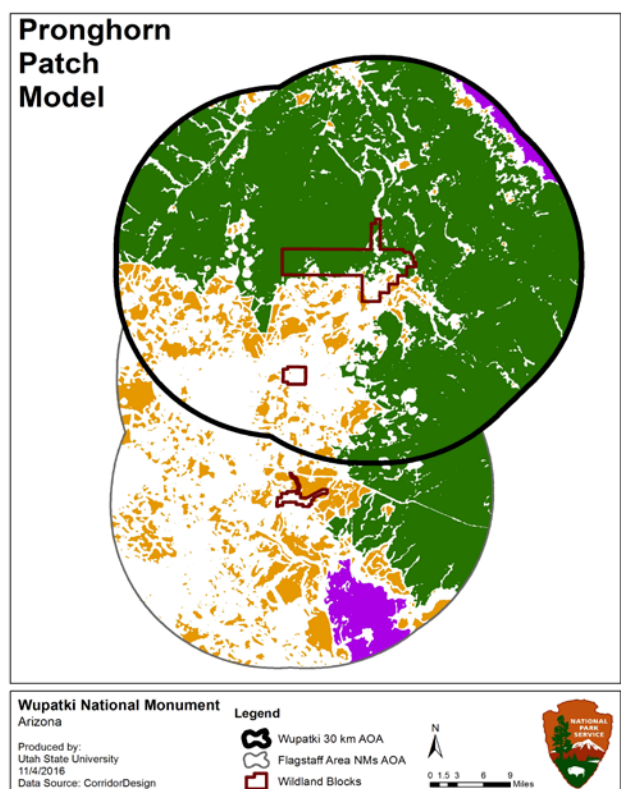 Pronghorn
Patch
Model
Wupatki National Monument
Arizona
Produced by:
Utah State University
11/4/2016
Data Source: CorridorDesign
Legend
Wupatki 30 km AOA
Flagstaff Area NMs AOA
Wildland Blocks
N
0 1.5 3 6 9
Miles
NATIONAL
PARK
SERVICE